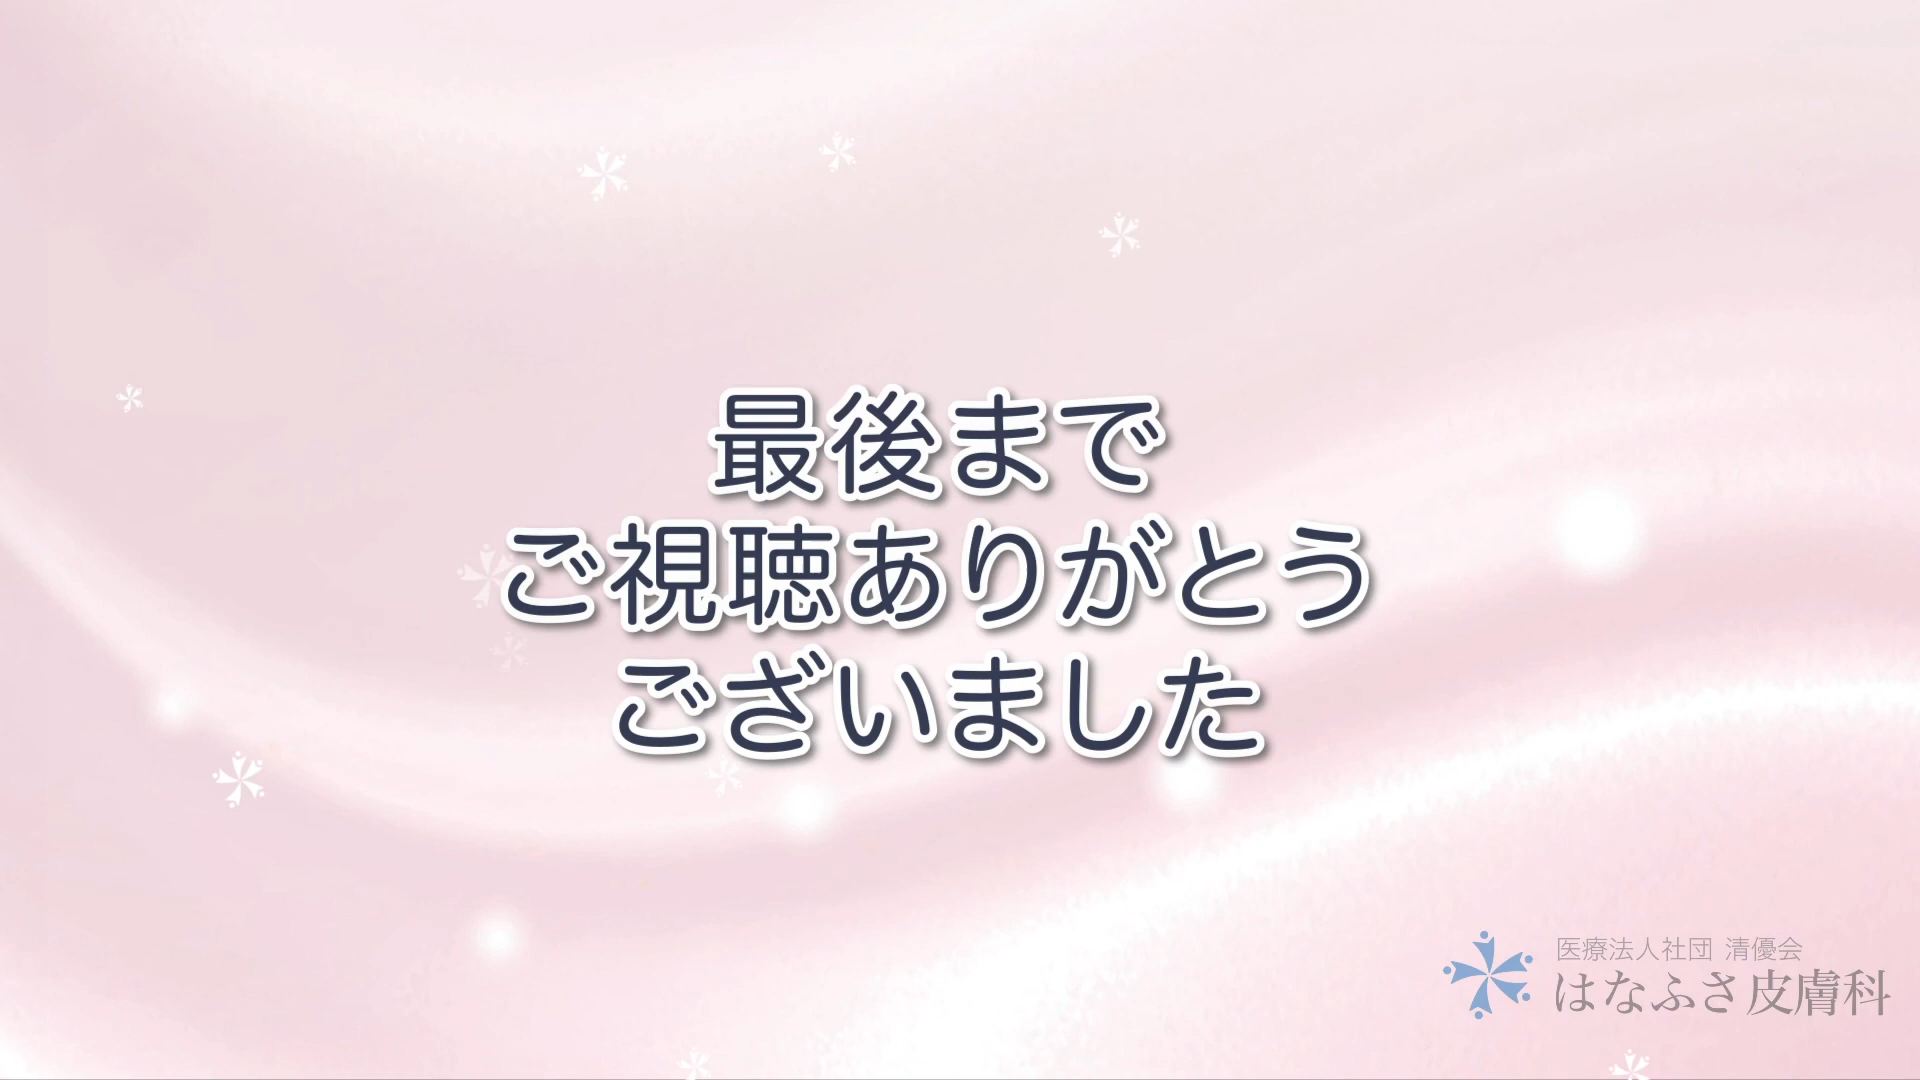 最後まで
ご視聴ありがとう
ございました
医療法人社団 清優会
はなふさ皮膚科